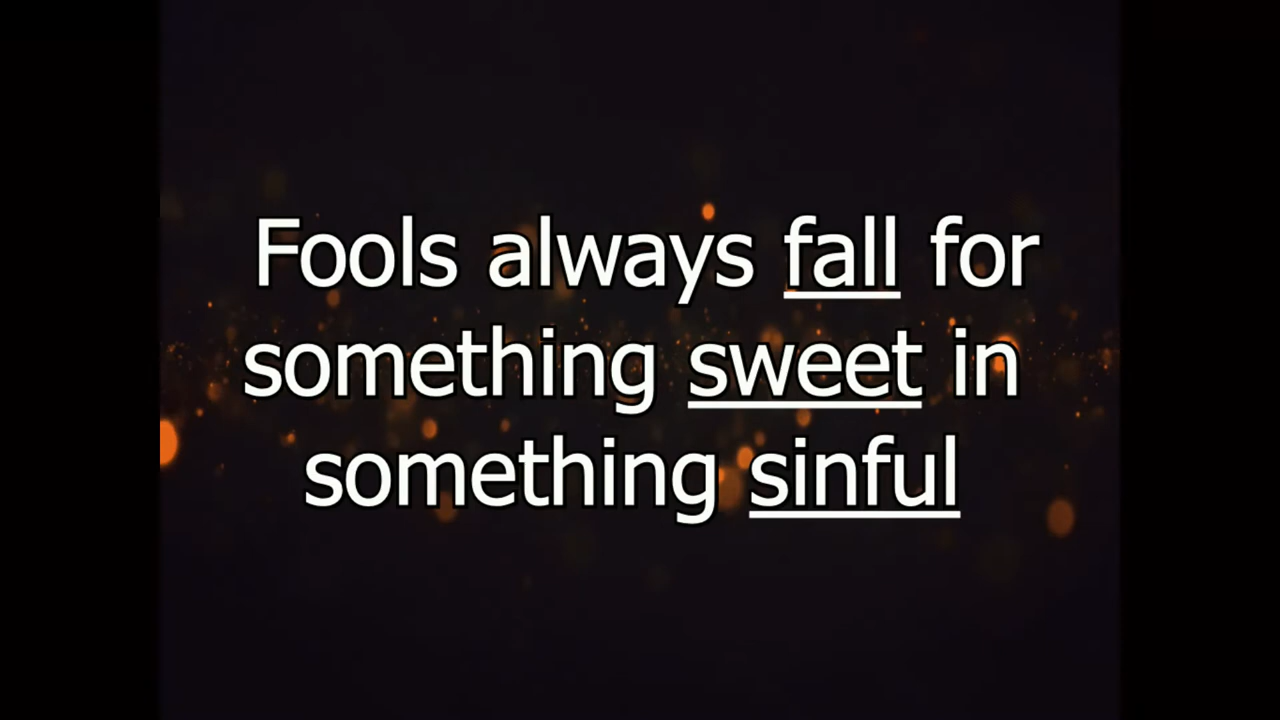 Fools always fall for
something sweet in
something sinful